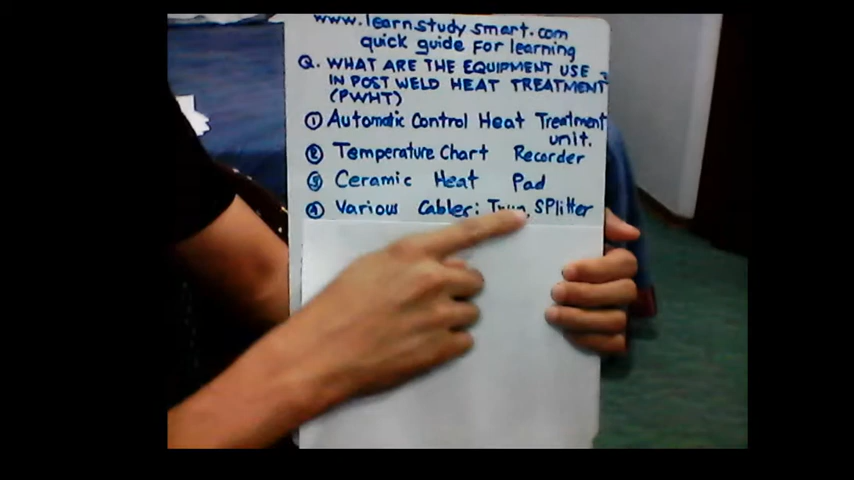 www.learnstudysmart.com
quick guide for learning
Q. WHAT ARE THE EQUIPMENT USE ?
IN POST WELD HEAT TREATMENT
(PWHT)
① Automatic Control Heat Treatment
unit.
② Temperature Chart Recorder
③ Ceramic Heat Pad
④ Various Cables: SPlitter